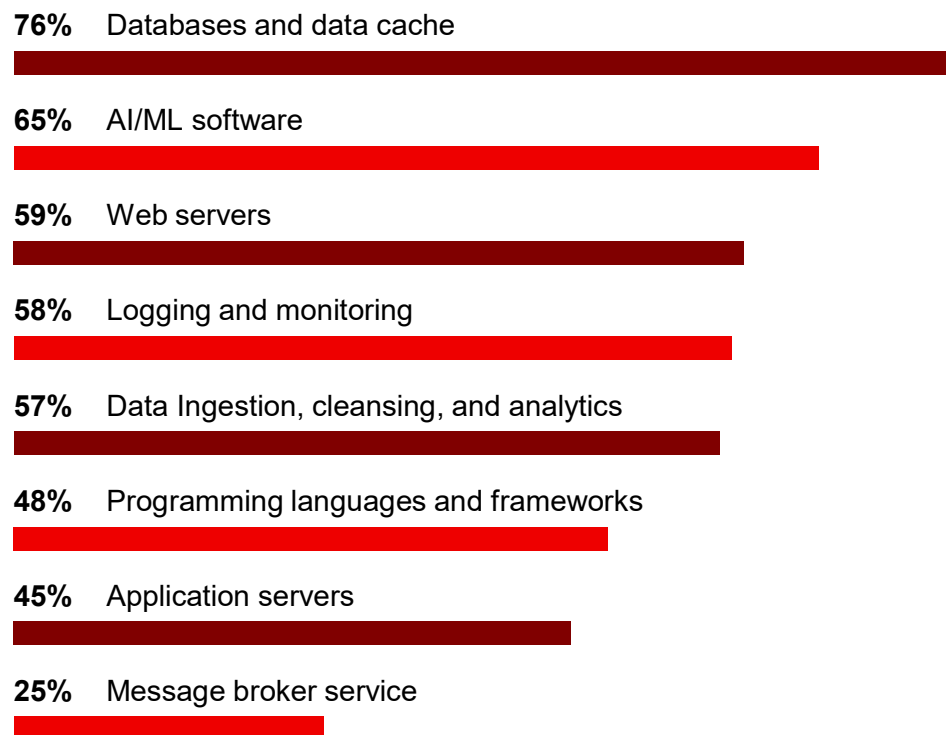 76% Databases and data cache
65% AI/ML software
59% Web servers
58% Logging and monitoring
57% Data Ingestion, cleansing, and analytics
48% Programming languages and frameworks
45% Application servers
25% Message broker service